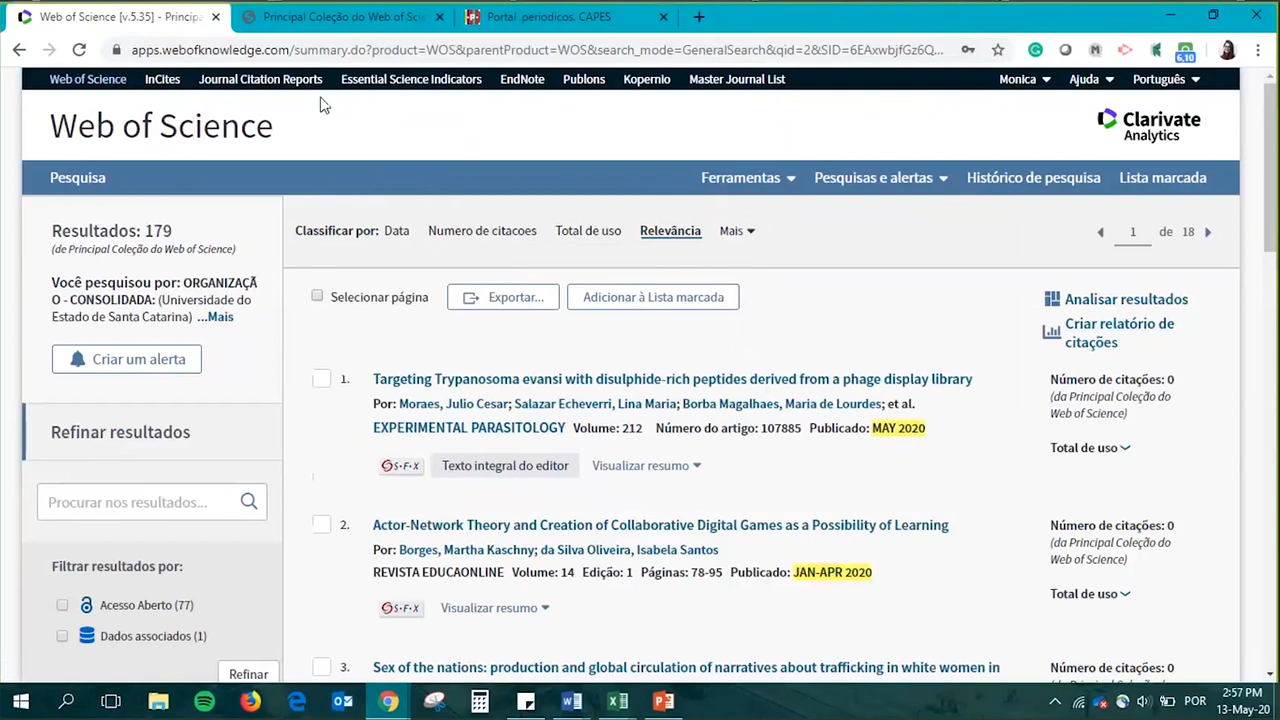 Web of Science [v.5.35] - Principa
Principal Coleção do Web of Scie
Portal .periodicos. CAPES
apps.webofknowledge.com/summary.do?product=WOS&parentProduct=WOS&search_mode=GeneralSearch&qid=2&SID=6EAxwbjfGz6Q...
6,10
Web of Science InCites Journal Citation Reports Essential Science Indicators EndNote Publons Kopernio Master Journal List Monica Ajuda Português
Web of Science
Clarivate
Analytics
Pesquisa Ferramentas Pesquisas e alertas Histórico de pesquisa Lista marcada
Resultados: 179
(de Principal Coleção do Web of Science)
Você pesquisou por: ORGANIZAÇÃ
O - CONSOLIDADA: (Universidade do
Estado de Santa Catarina) ...Mais
Criar um alerta
Refinar resultados
Procurar nos resultados...
Filtrar resultados por:
Acesso Aberto (77)
Dados associados (1)
Refinar
Classificar por: Data Numero de citacoes Total de uso Relevância Mais
1 de 18
Selecionar página Exportar... Adicionar à Lista marcada
Analisar resultados
Criar relatório de
citações
1. Targeting Trypanosoma evansi with disulphide-rich peptides derived from a phage display library
Por: Moraes, Julio Cesar; Salazar Echeverri, Lina Maria; Borba Magalhaes, Maria de Lourdes; et al.
EXPERIMENTAL PARASITOLOGY Volume: 212 Número do artigo: 107885 Publicado: MAY 2020
S·F·X Texto integral do editor Visualizar resumo
Número de citações: 0
(da Principal Coleção do
Web of Science)
Total de uso
2. Actor-Network Theory and Creation of Collaborative Digital Games as a Possibility of Learning
Por: Borges, Martha Kaschny; da Silva Oliveira, Isabela Santos
REVISTA EDUCAONLINE Volume: 14 Edição: 1 Páginas: 78-95 Publicado: JAN-APR 2020
S·F·X Visualizar resumo
Número de citações: 0
(da Principal Coleção do
Web of Science)
Total de uso
3. Sex of the nations: production and global circulation of narratives about trafficking in white women in
Número de citações: 0
(da Principal Coleção do
POR
2:57 PM
13-May-20